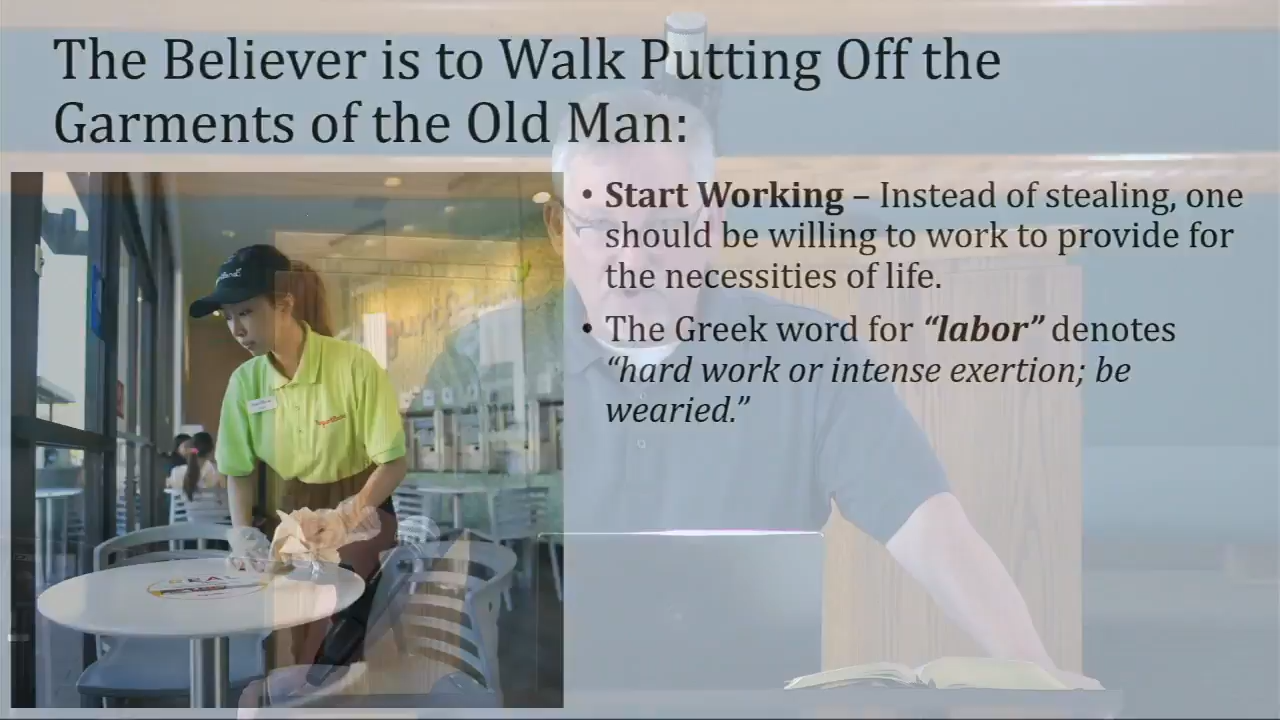 The Believer is to Walk Putting Off the
Garments of the Old Man:
• Start Working – Instead of stealing, one
should be willing to work to provide for
the necessities of life.
• The Greek word for “labor” denotes
“hard work or intense exertion; be
wearied.”